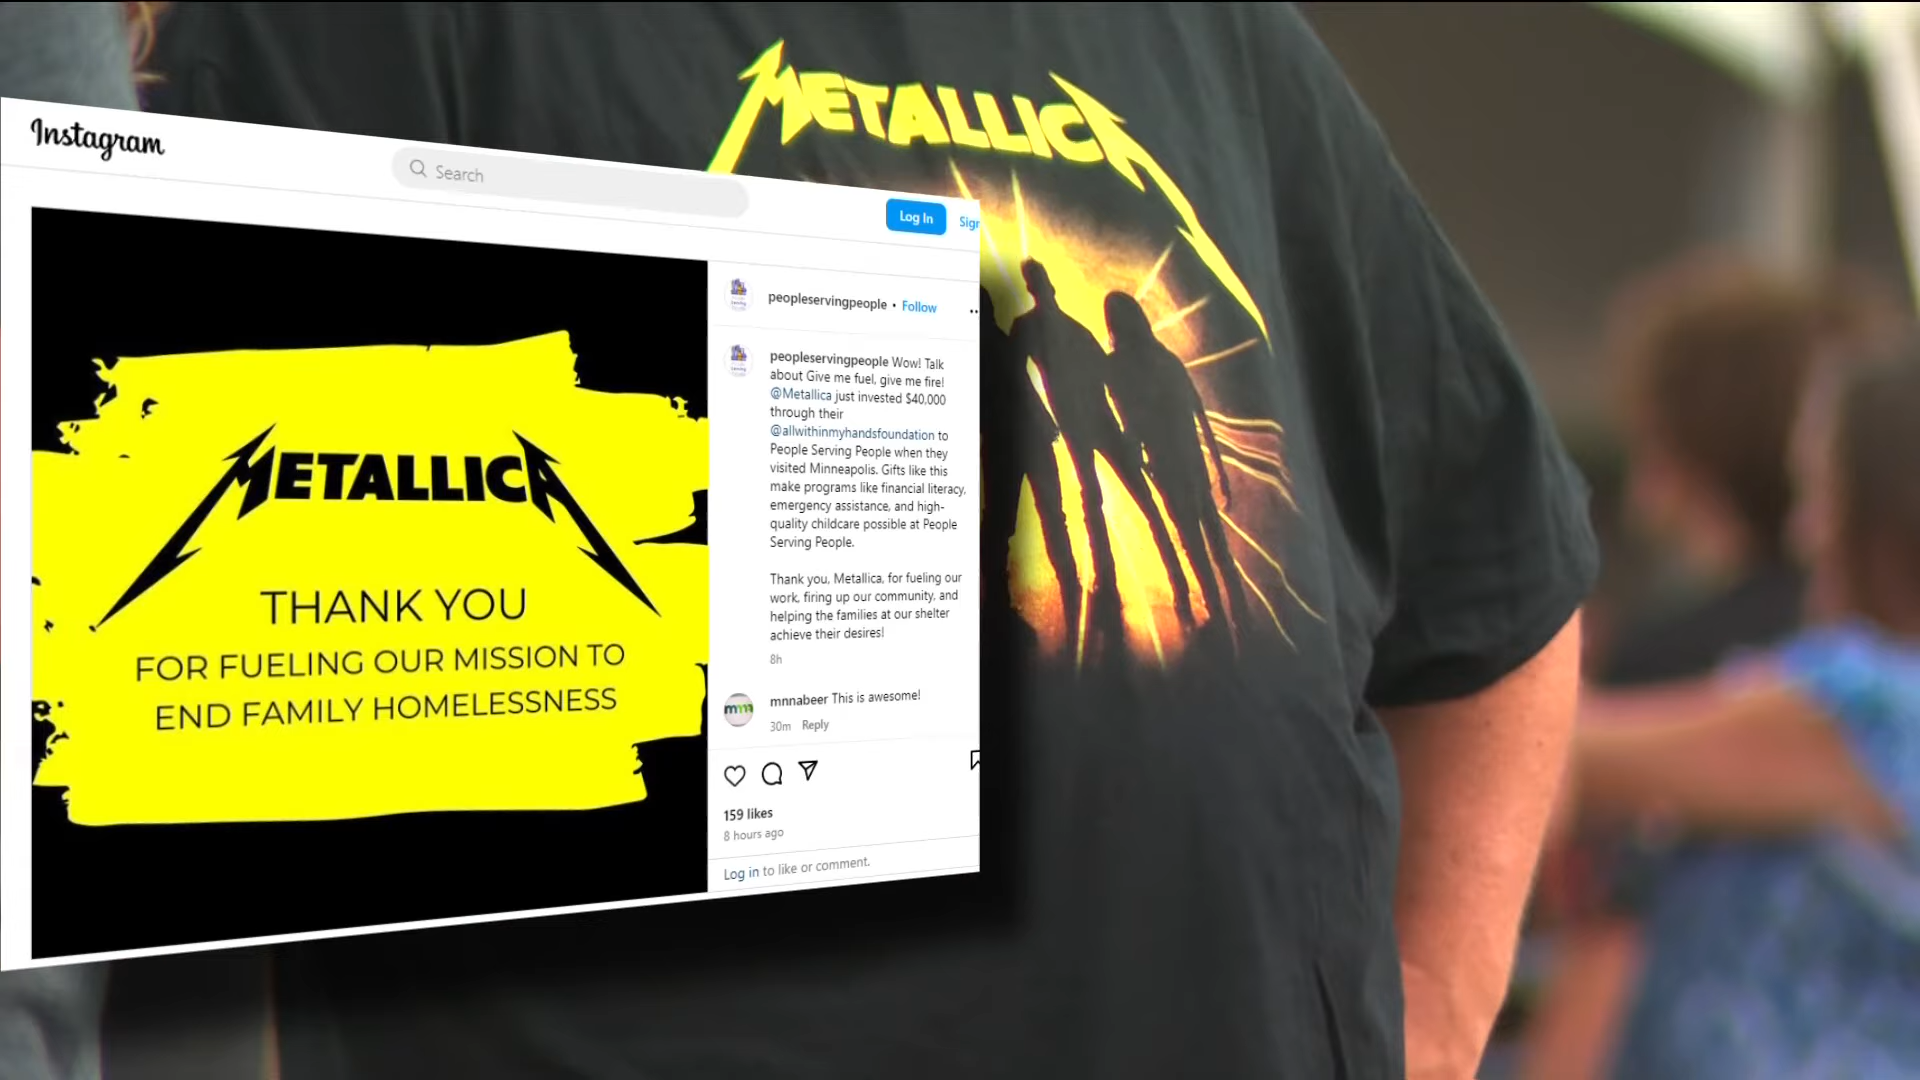 METALLICA
Instagram
Search
Log In
METALLICA
THANK YOU
FOR FUELING OUR MISSION TO
END FAMILY HOMELESSNESS
peopleservingpeople • Follow
peopleservingpeople Wow! Talk
about Give me fuel, give me fire!
@Metallica just invested $40,000
through their
@allwithinmyhandsfoundation to
People Serving People when they
visited Minneapolis. Gifts like this
make programs like financial literacy,
emergency assistance, and high-
quality childcare possible at People
Serving People.
Thank you, Metallica, for fueling our
work, firing up our community, and
helping the families at our shelter
achieve their desires!
8h
mnnabeer This is awesome!
30m Reply
159 likes
8 hours ago
Log in to like or comment.